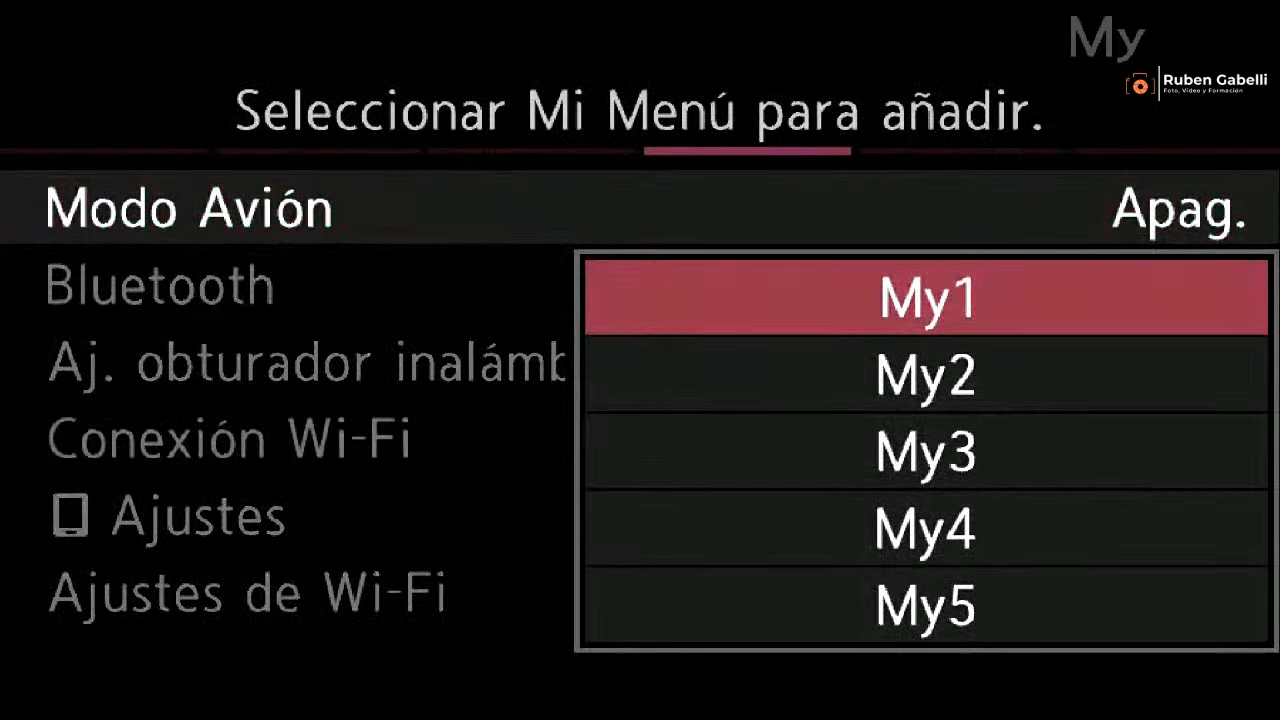 My
Ruben Gabelli
Foto, Video y Formación
Seleccionar Mi Menú para añadir.
Modo Avión Apag.
Bluetooth My1
Aj. obturador inalámb My2
Conexión Wi-Fi My3
Ajustes My4
Ajustes de Wi-Fi My5